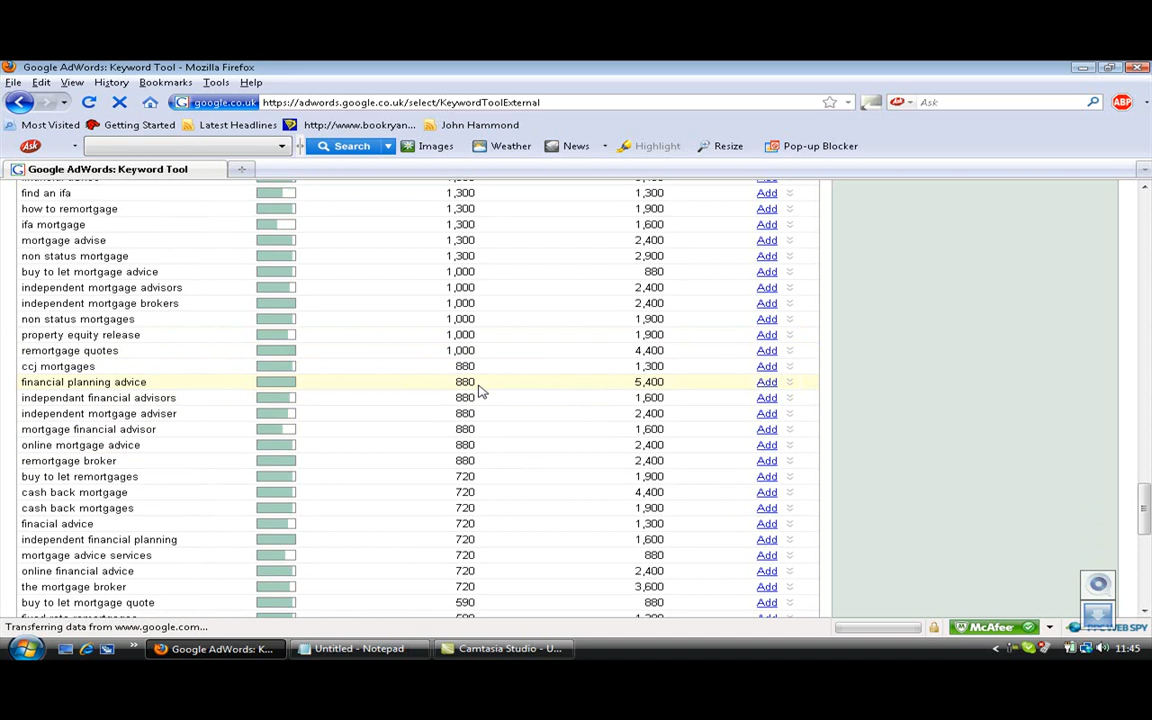 Google AdWords: Keyword Tool - Mozilla Firefox
File Edit View History Bookmarks Tools Help
google.co.uk https://adwords.google.co.uk/select/KeywordToolExternal Ask ABP
Most Visited Getting Started Latest Headlines http://www.bookryan... John Hammond
Ask Search Images Weather News Highlight Resize Pop-up Blocker
Google AdWords: Keyword Tool
find an ifa 1,300 1,300 Add
how to remortgage 1,300 1,900 Add
ifa mortgage 1,300 1,600 Add
mortgage advise 1,300 2,400 Add
non status mortgage 1,300 2,900 Add
buy to let mortgage advice 1,000 880 Add
independent mortgage advisors 1,000 2,400 Add
independent mortgage brokers 1,000 2,400 Add
non status mortgages 1,000 1,900 Add
property equity release 1,000 1,900 Add
remortgage quotes 1,000 4,400 Add
ccj mortgages 880 1,300 Add
financial planning advice 880 5,400 Add
independant financial advisors 880 1,600 Add
independent mortgage adviser 880 2,400 Add
mortgage financial advisor 880 1,600 Add
online mortgage advice 880 2,400 Add
remortgage broker 880 2,400 Add
buy to let remortgages 720 1,900 Add
cash back mortgage 720 4,400 Add
cash back mortgages 720 1,900 Add
finacial advice 720 1,300 Add
independent financial planning 720 1,600 Add
mortgage advice services 720 880 Add
online financial advice 720 2,400 Add
the mortgage broker 720 3,600 Add
buy to let mortgage quote 590 880 Add
Transferring data from www.google.com... McAfee PPC WEB SPY
Google AdWords: K... Untitled - Notepad Camtasia Studio - U... 11:45